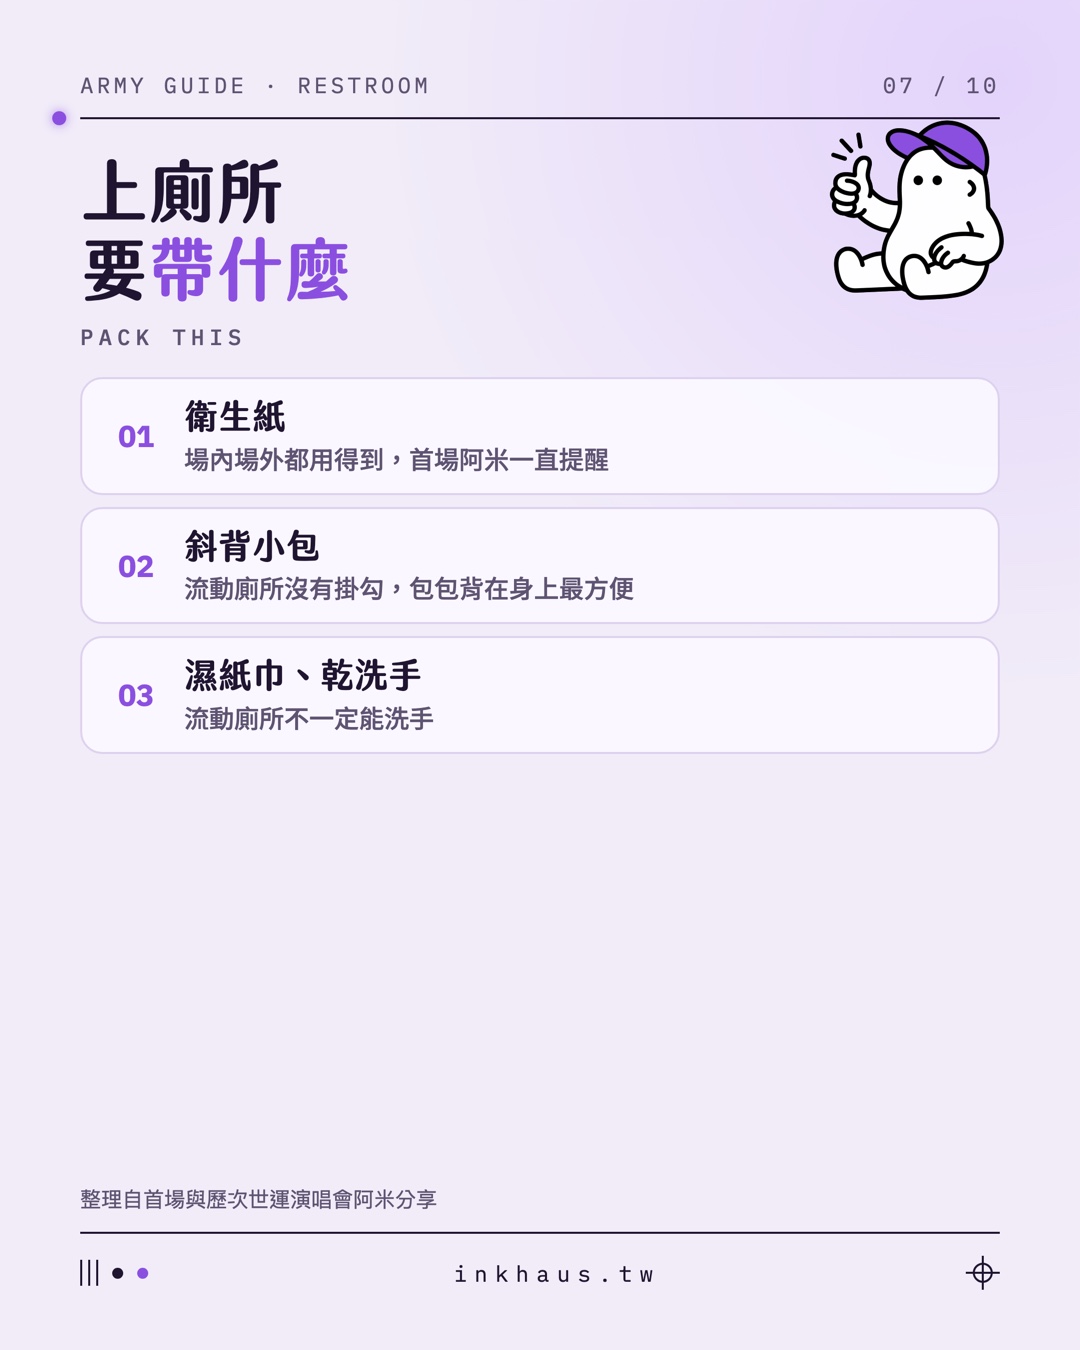 ARMY GUIDE · RESTROOM
07 / 10
上廁所
要帶什麼
PACK THIS
01
衛生紙
場內場外都用得到，首場阿米一直提醒
02
斜背小包
流動廁所沒有掛勾，包包背在身上最方便
03
濕紙巾、乾洗手
流動廁所不一定能洗手
整理自首場與歷次世運演唱會阿米分享
inkhaus.tw